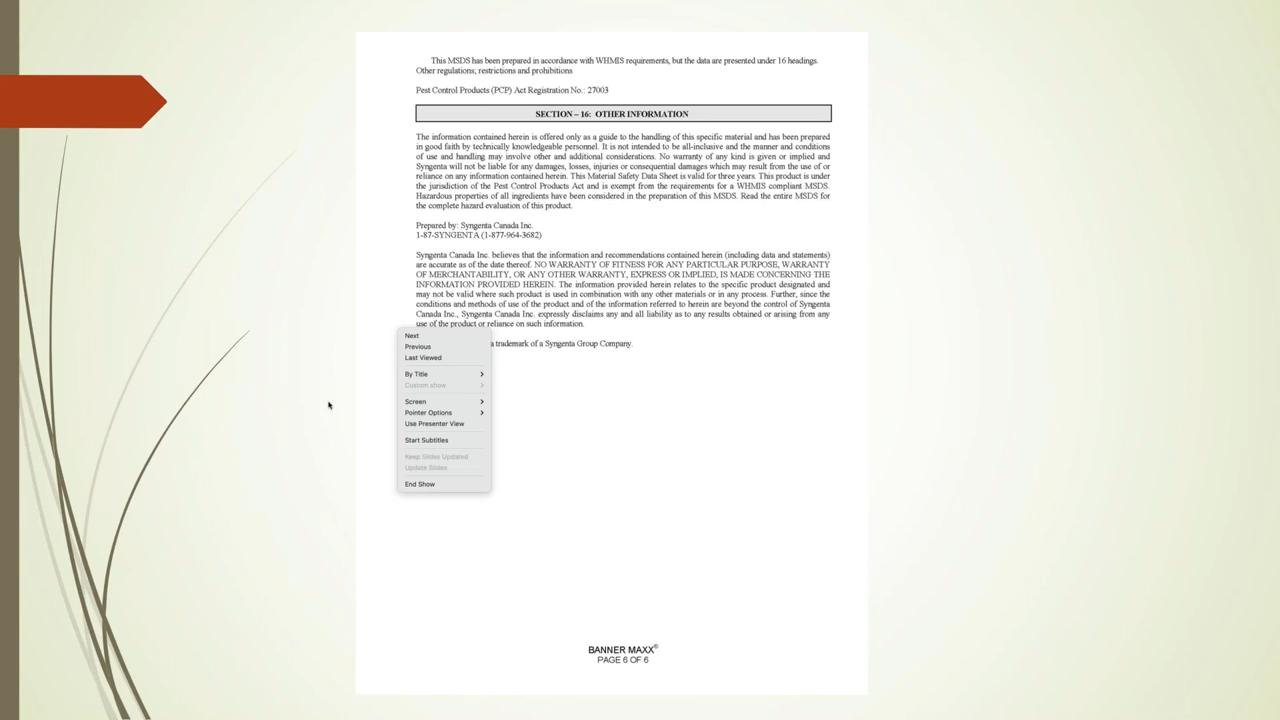 This MSDS has been prepared in accordance with WHMIS requirements, but the data are presented under 16 headings.
Other regulations; restrictions and prohibitions
Pest Control Products (PCP) Act Registration No.: 27003
SECTION – 16: OTHER INFORMATION
The information contained herein is offered only as a guide to the handling of this specific material and has been prepared
in good faith by technically knowledgeable personnel. It is not intended to be all-inclusive and the manner and conditions
of use and handling may involve other and additional considerations. No warranty of any kind is given or implied and
Syngenta will not be liable for any damages, losses, injuries or consequential damages which may result from the use of or
reliance on any information contained herein. This Material Safety Data Sheet is valid for three years. This product is under
the jurisdiction of the Pest Control Products Act and is exempt from the requirements for a WHMIS compliant MSDS.
Hazardous properties of all ingredients have been considered in the preparation of this MSDS. Read the entire MSDS for
the complete hazard evaluation of this product.
Prepared by: Syngenta Canada Inc.
1-87-SYNGENTA (1-877-964-3682)
Syngenta Canada Inc. believes that the information and recommendations contained herein (including data and statements)
are accurate as of the date thereof. NO WARRANTY OF FITNESS FOR ANY PARTICULAR PURPOSE, WARRANTY
OF MERCHANTABILITY, OR ANY OTHER WARRANTY, EXPRESS OR IMPLIED, IS MADE CONCERNING THE
INFORMATION PROVIDED HEREIN. The information provided herein relates to the specific product designated and
may not be valid where such product is used in combination with any other materials or in any process. Further, since the
conditions and methods of use of the product and of the information referred to herein are beyond the control of Syngenta
Canada Inc., Syngenta Canada Inc. expressly disclaims any and all liability as to any results obtained or arising from any
use of the product or reliance on such information.
a trademark of a Syngenta Group Company.
Next
Previous
Last Viewed
By Title
Custom show
Screen
Pointer Options
Use Presenter View
Start Subtitles
Keep Slides Updated
Update Slides
End Show
BANNER MAXX®
PAGE 6 OF 6